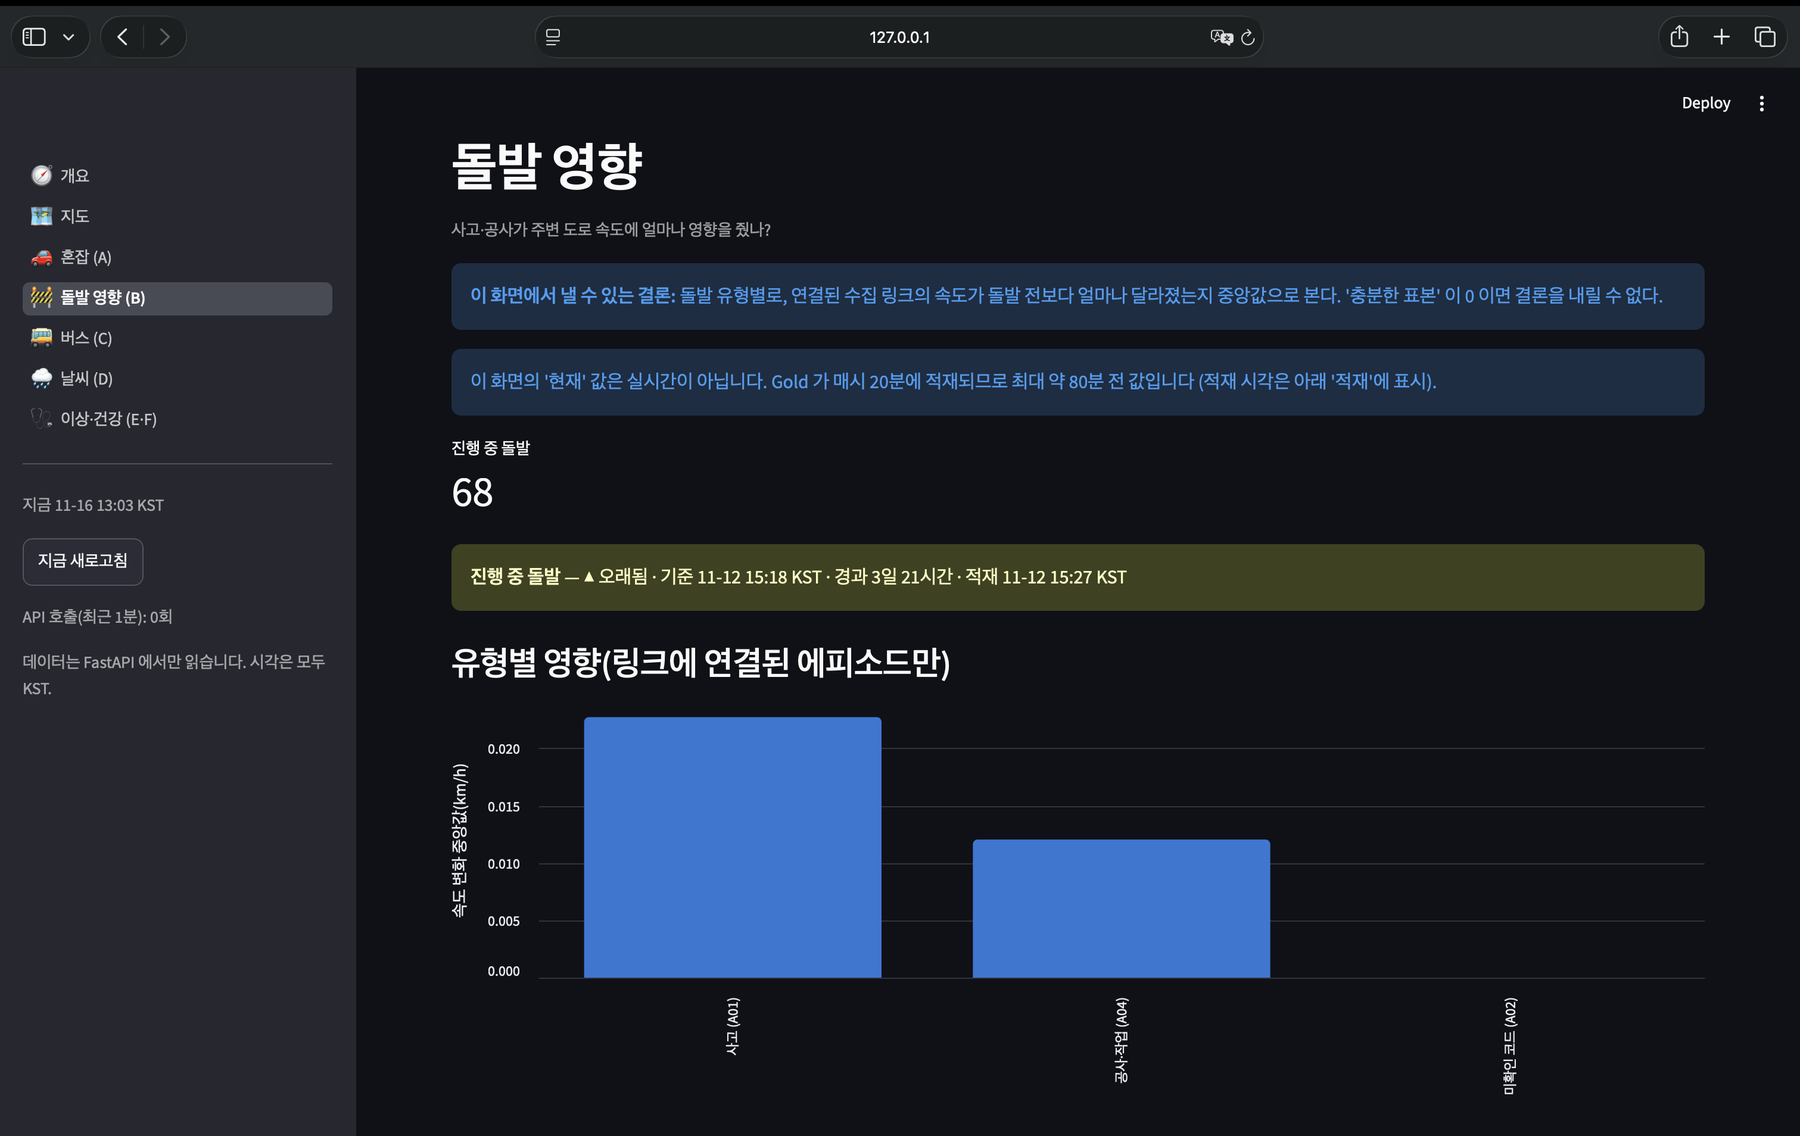 127.0.0.1
Deploy
개요
지도
혼잡 (A)
돌발 영향 (B)
버스 (C)
날씨 (D)
이상·건강 (E·F)
지금 11-16 13:03 KST
지금 새로고침
API 호출(최근 1분): 0회
데이터는 FastAPI 에서만 읽습니다. 시각은 모두
KST.
돌발 영향
사고·공사가 주변 도로 속도에 얼마나 영향을 줬나?
이 화면에서 낼 수 있는 결론: 돌발 유형별로, 연결된 수집 링크의 속도가 돌발 전보다 얼마나 달라졌는지 중앙값으로 본다. '충분한 표본' 이 0 이면 결론을 내릴 수 없다.
이 화면의 '현재' 값은 실시간이 아닙니다. Gold 가 매시 20분에 적재되므로 최대 약 80분 전 값입니다 (적재 시각은 아래 '적재'에 표시).
진행 중 돌발
68
진행 중 돌발 — ▲ 오래됨 · 기준 11-12 15:18 KST · 경과 3일 21시간 · 적재 11-12 15:27 KST
유형별 영향(링크에 연결된 에피소드만)
속도 변화 중앙값(km/h)
0.020
0.015
0.010
0.005
0.000
사고 (A01)
공사·작업 (A04)
미확인 코드 (A02)